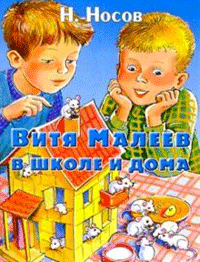 Н. Носов
Витя Малеев
в школе и дома